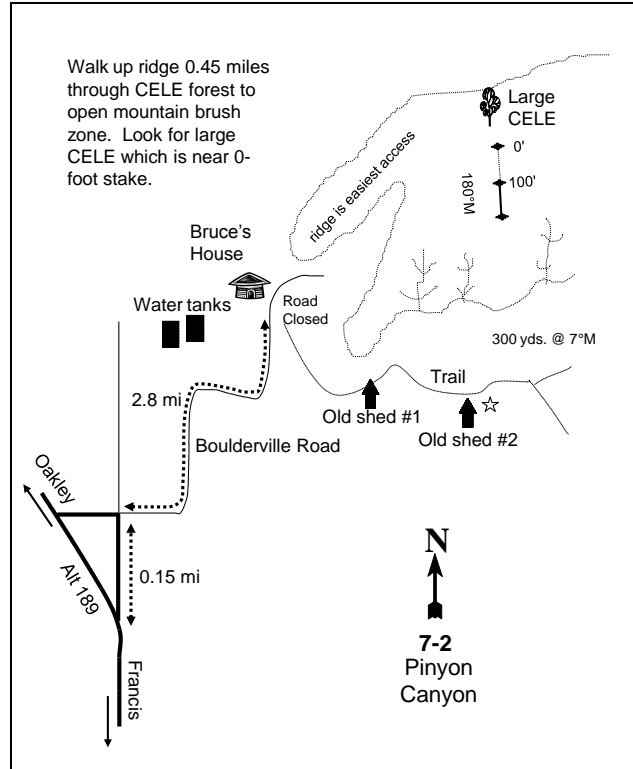 Walk up ridge 0.45 miles
through CELE forest to
open mountain brush
zone. Look for large
CELE which is near 0-
foot stake.
Large
CELE
0'
100'
180°M
ridge is easiest access
Bruce's
House
Water tanks
Road
Closed
300 yds. @ 7°M
Trail
2.8 mi
Old shed #1
Old shed #2
Boulderville Road
Oakley
Alt 189
0.15 mi
N
7-2
Pinyon
Canyon
Francis